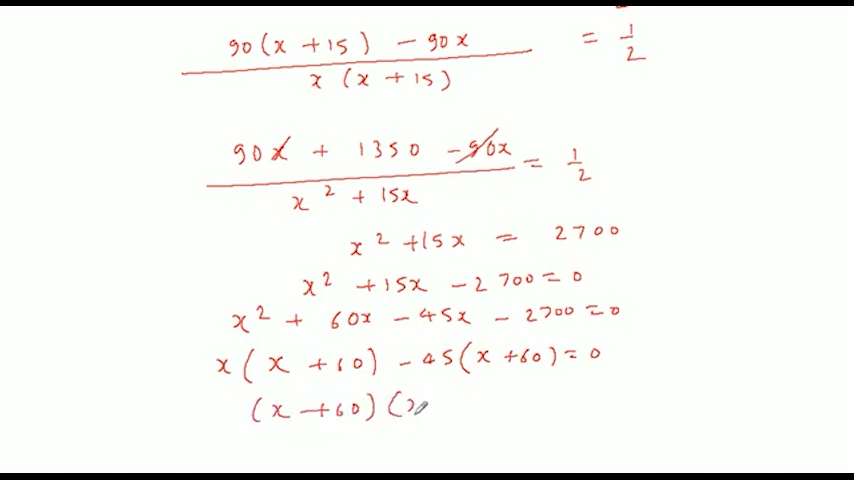 90(x + 15) - 90x
= 1/2
x (x + 15)
90x + 1350 - 90x = 1/2
x² + 15x
x² + 15x = 2700
x² + 15x - 2700 = 0
x² + 60x - 45x - 2700 = 0
x(x + 60) - 45(x + 60) = 0
(x + 60)(